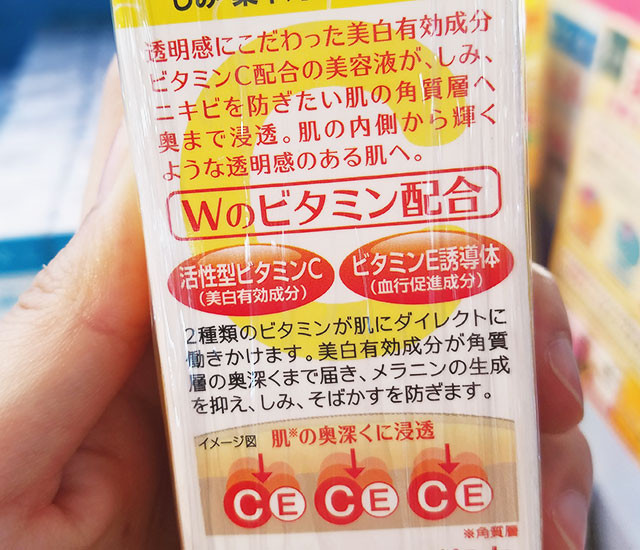 透明感にこだわった美白有効成分
ビタミンC配合の美容液が、しみ、
ニキビを防ぎたい肌の角質層へ
奥まで浸透。肌の内側から輝く
ような透明感のある肌へ。
Wのビタミン配合
活性型ビタミンC
(美白有効成分)
ビタミンE誘導体
(血行促進成分)
2種類のビタミンが肌にダイレクトに
働きかけます。美白有効成分が角質
層の奥深くまで届き、メラニンの生成
を抑え、しみ、そばかすを防ぎます。
イメージ図 肌※の奥深くに浸透
C E C E C E
※角質層